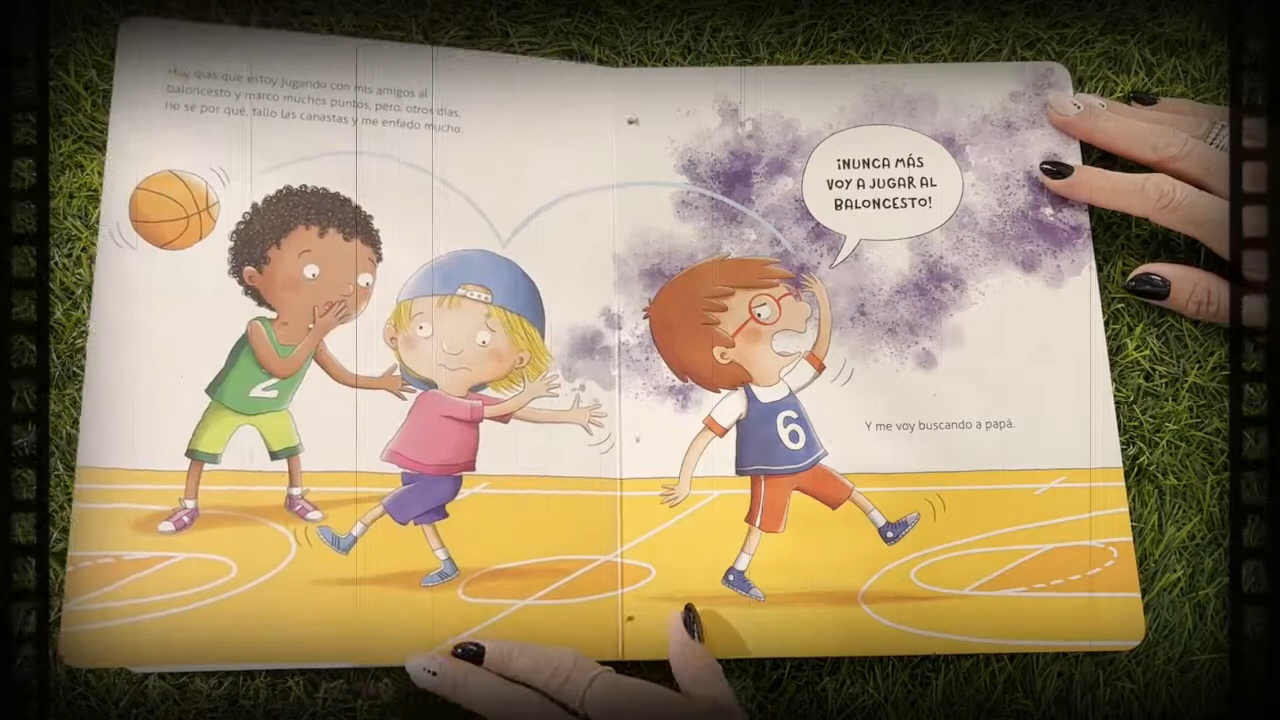 Hay días que estoy jugando con mis amigos al
baloncesto y marco muchos puntos, pero, otros días,
no sé por qué, fallo las canastas y me enfado mucho.
¡NUNCA MÁS
VOY A JUGAR AL
BALONCESTO!
2
6
Y me voy buscando a papá.